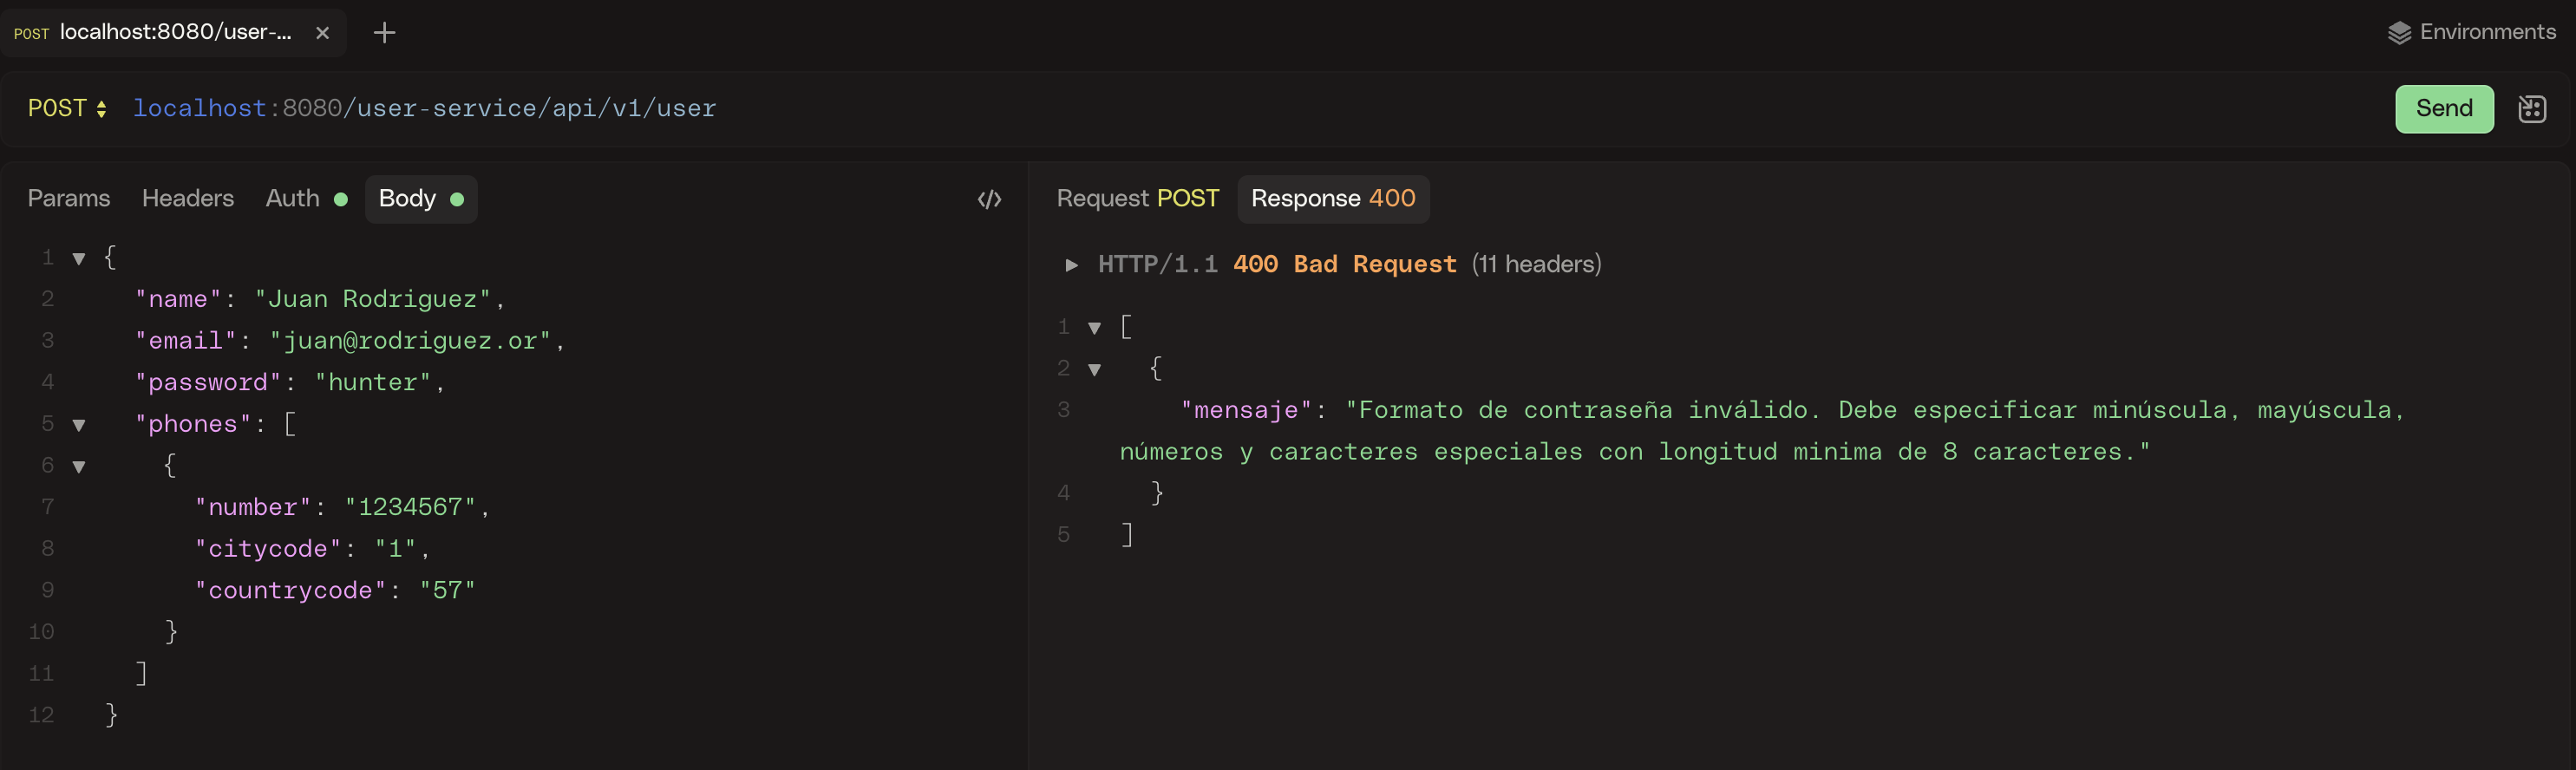 POST localhost:8080/user-...
Environments
POST localhost:8080/user-service/api/v1/user
Send
Params Headers Auth Body
1 {
2 "name": "Juan Rodriguez",
3 "email": "juan@rodriguez.or",
4 "password": "hunter",
5 "phones": [
6 {
7 "number": "1234567",
8 "citycode": "1",
9 "countrycode": "57"
10 }
11 ]
12 }
Request POST Response 400
HTTP/1.1 400 Bad Request (11 headers)
1 [
2 {
3 "mensaje": "Formato de contraseña inválido. Debe especificar minúscula, mayúscula,
números y caracteres especiales con longitud minima de 8 caracteres."
4 }
5 ]